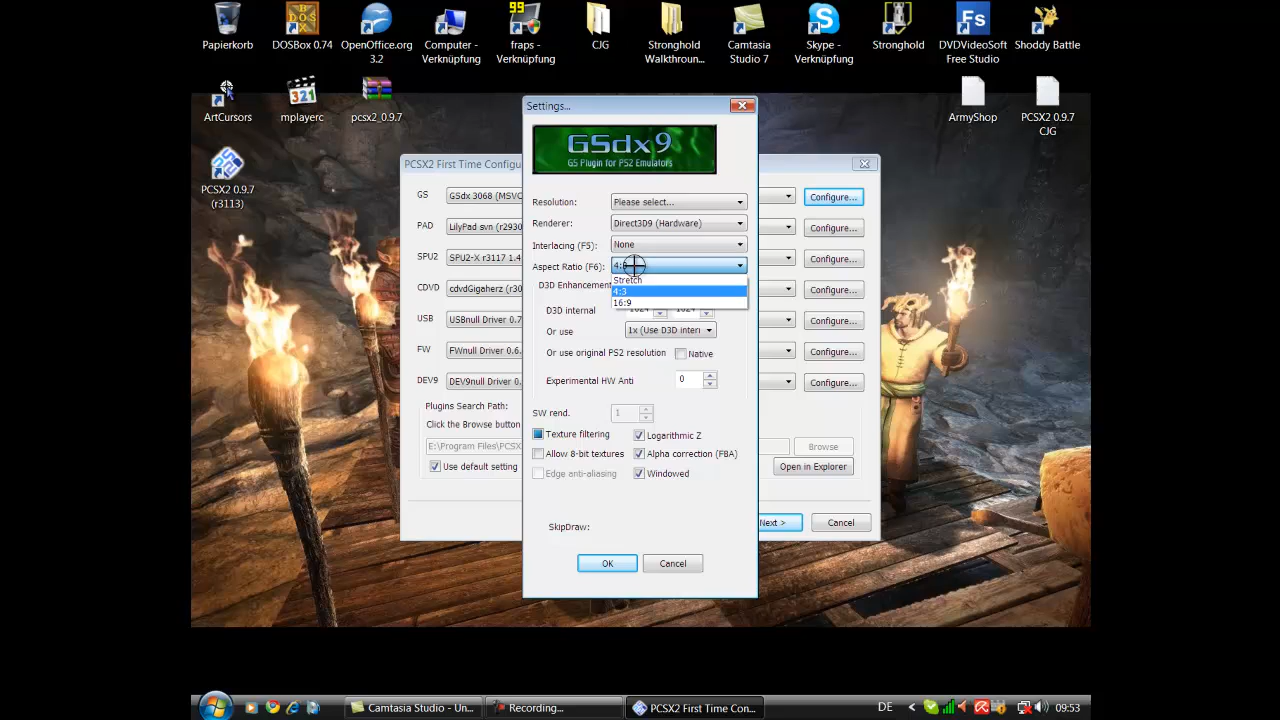 Papierkorb
DOSBox 0.74
OpenOffice.org 3.2
Computer - Verknüpfung
fraps - Verknüpfung
99
CJG
Stronghold Walkthroun...
Camtasia Studio 7
Skype - Verknüpfung
Stronghold
DVDVideoSoft Free Studio
Shoddy Battle
ArtCursors
mplayerc
321
pcsx2_0.9.7
ArmyShop
PCSX2 0.9.7 CJG
PCSX2 0.9.7 (r3113)
PCSX2 First Time Configu
GS
GSdx 3068 (MSVC
Configure...
PAD
LilyPad svn (r2930
Configure...
SPU2
SPU2-X r3117 1.4
Configure...
CDVD
cdvdGigaherz (r30
Configure...
USB
USBnull Driver 0.7
Configure...
FW
FWnull Driver 0.6.
Configure...
DEV9
DEV9null Driver 0.
Configure...
Plugins Search Path:
Click the Browse button
E:\Program Files\PCSX
Browse
Use default setting
Open in Explorer
Next >
Cancel
Settings...
GSdx 9
GS Plugin for PS2 Emulators
Resolution:
Please select...
Renderer:
Direct3D9 (Hardware)
Interlacing (F5):
None
Aspect Ratio (F6):
Stretch
4:3
16:9
D3D Enhancement
D3D internal
1024
1024
Or use
1x (Use D3D intern
Or use original PS2 resolution
Native
Experimental HW Anti
0
SW rend.
1
Texture filtering
Logarithmic Z
Allow 8-bit textures
Alpha correction (FBA)
Edge anti-aliasing
Windowed
SkipDraw:
OK
Cancel
Camtasia Studio - Un...
Recording...
PCSX2 First Time Con...
DE
09:53